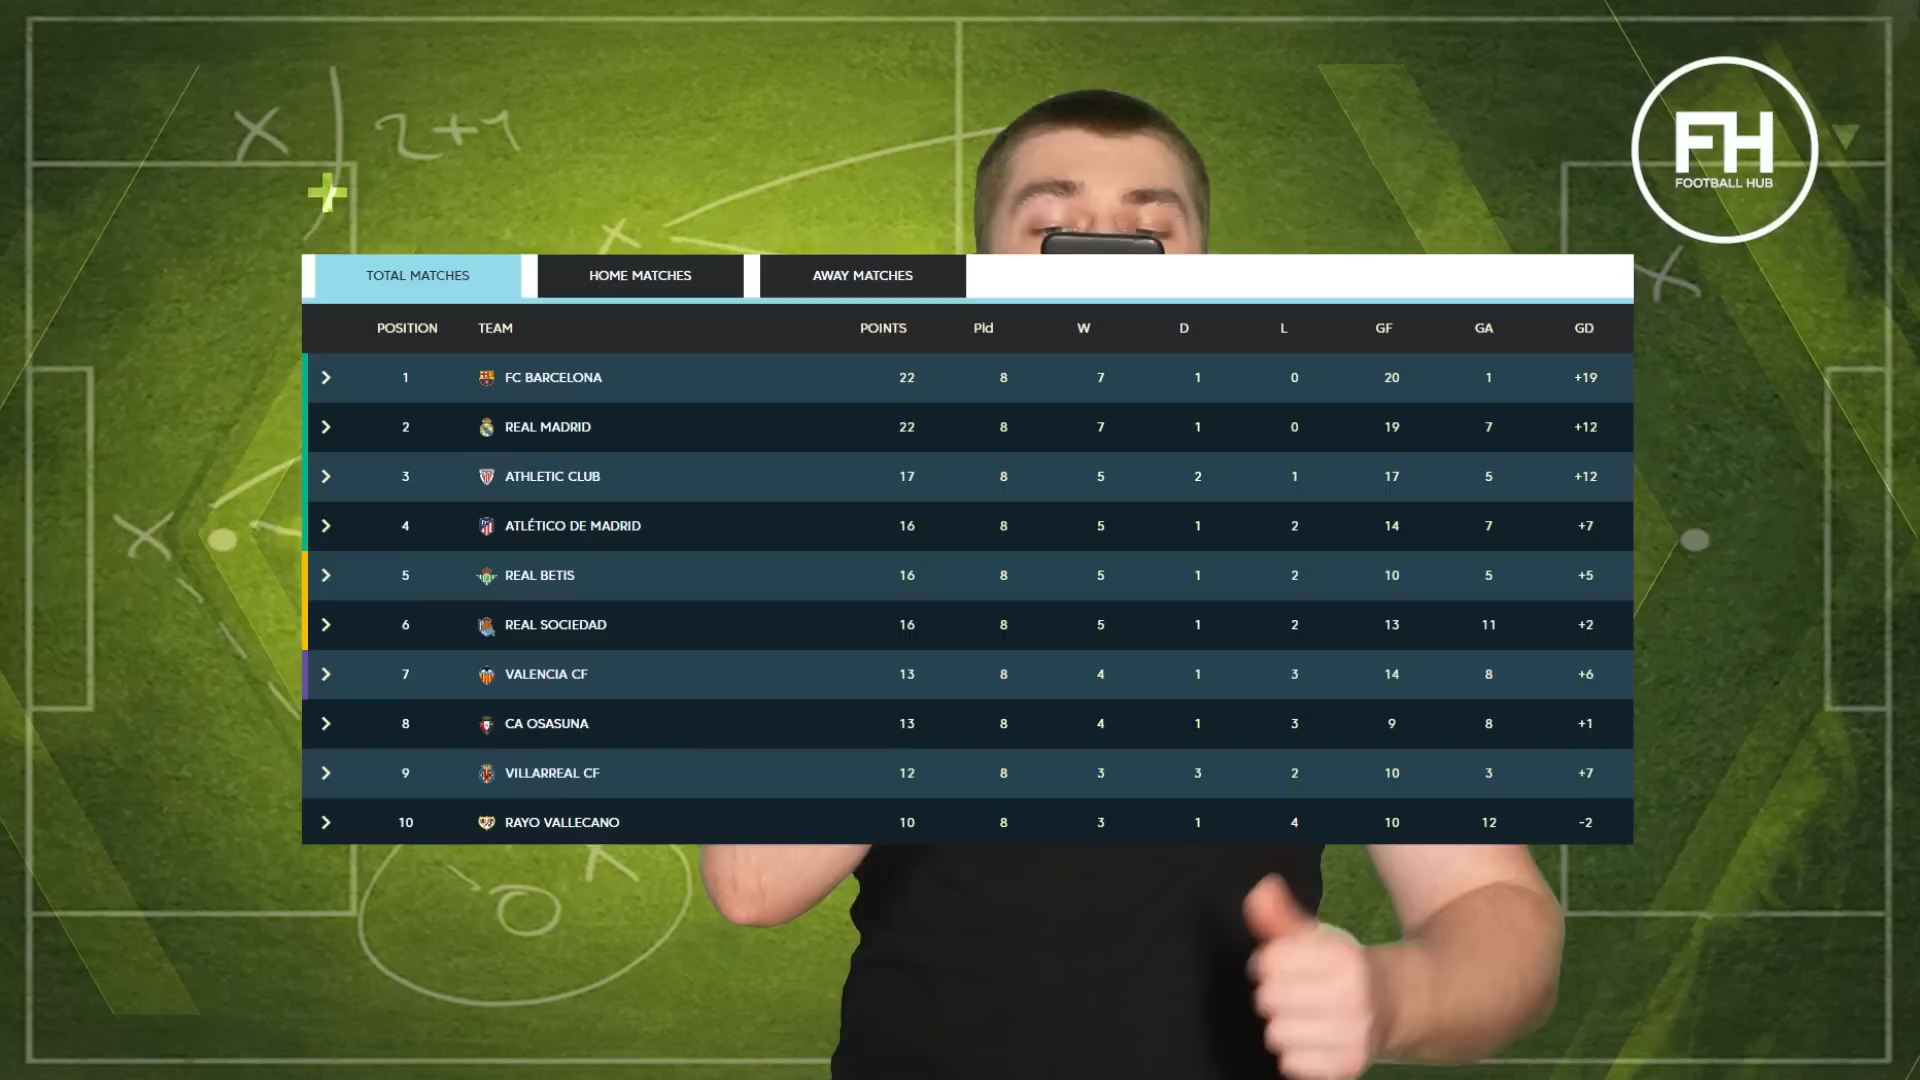 x 2+1
FH
FOOTBALL HUB
TOTAL MATCHES HOME MATCHES AWAY MATCHES
POSITION TEAM POINTS Pld W D L GF GA GD
1 FC BARCELONA 22 8 7 1 0 20 1 +19
2 REAL MADRID 22 8 7 1 0 19 7 +12
3 ATHLETIC CLUB 17 8 5 2 1 17 5 +12
4 ATLÉTICO DE MADRID 16 8 5 1 2 14 7 +7
5 REAL BETIS 16 8 5 1 2 10 5 +5
6 REAL SOCIEDAD 16 8 5 1 2 13 11 +2
7 VALENCIA CF 13 8 4 1 3 14 8 +6
8 CA OSASUNA 13 8 4 1 3 9 8 +1
9 VILLARREAL CF 12 8 3 3 2 10 3 +7
10 RAYO VALLECANO 10 8 3 1 4 10 12 -2